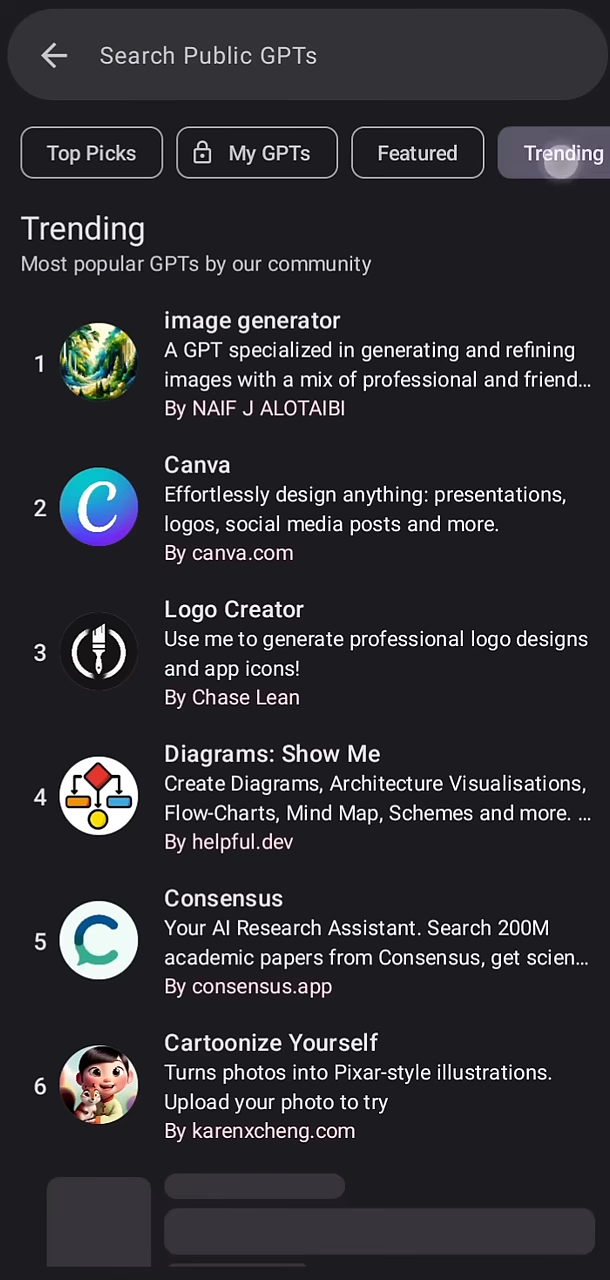 Search Public GPTs
Top Picks
My GPTs
Featured
Trending
Trending
Most popular GPTs by our community
1
image generator
A GPT specialized in generating and refining
images with a mix of professional and friend...
By NAIF J ALOTAIBI
2
Canva
Effortlessly design anything: presentations,
logos, social media posts and more.
By canva.com
3
Logo Creator
Use me to generate professional logo designs
and app icons!
By Chase Lean
4
Diagrams: Show Me
Create Diagrams, Architecture Visualisations,
Flow-Charts, Mind Map, Schemes and more. ...
By helpful.dev
5
Consensus
Your AI Research Assistant. Search 200M
academic papers from Consensus, get scien...
By consensus.app
6
Cartoonize Yourself
Turns photos into Pixar-style illustrations.
Upload your photo to try
By karenxcheng.com